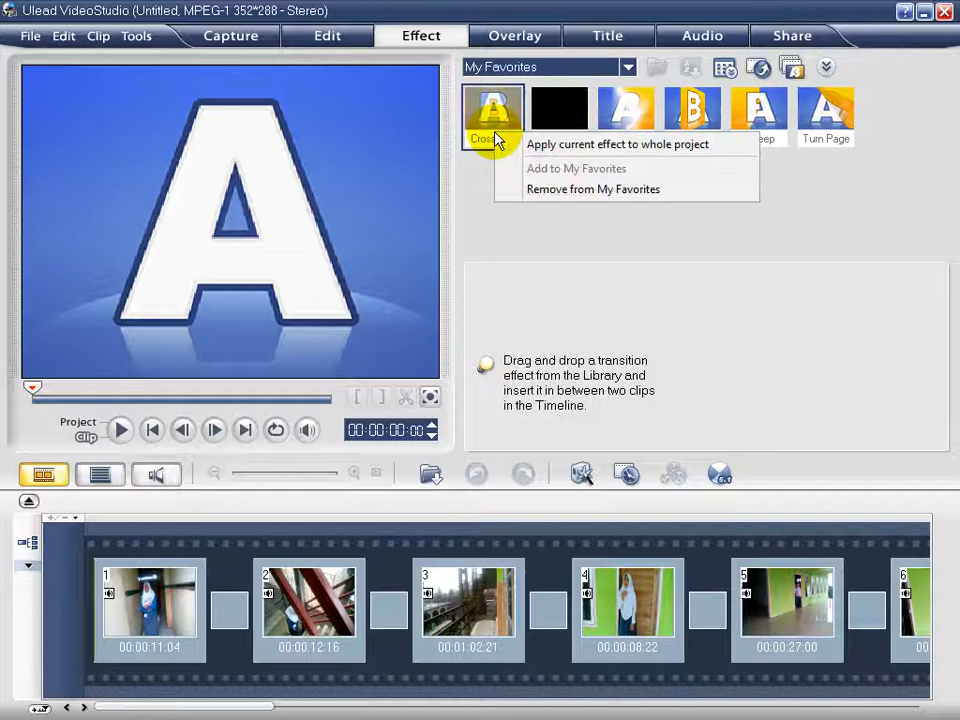 Ulead VideoStudio (Untitled, MPEG-1 352*288 - Stereo)
File Edit Clip Tools Capture Edit Effect Overlay Title Audio Share
My Favorites
A
A
B
A
A
Turn Page
Apply current effect to whole project
Add to My Favorites
Remove from My Favorites
Drag and drop a transition
effect from the Library and
insert it in between two clips
in the Timeline.
Project
Clip
00:00:00:00
5.1
1 2 3 4 5 6
00:00:11:04 00:00:12:16 00:01:02:21 00:00:08:22 00:00:27:00 00